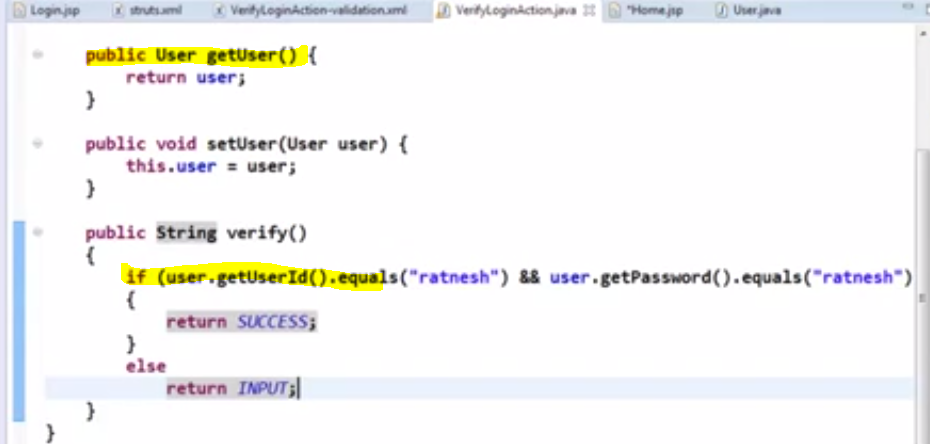 Login.jsp struts.xml VerifyLoginAction-validation.xml VerifyLoginAction.java *Home.jsp User.java
public User getUser() {
return user;
}
public void setUser(User user) {
this.user = user;
}
public String verify()
{
if (user.getUserId().equals("ratnesh") && user.getPassword().equals("ratnesh")
{
return SUCCESS;
}
else
return INPUT;
}
}